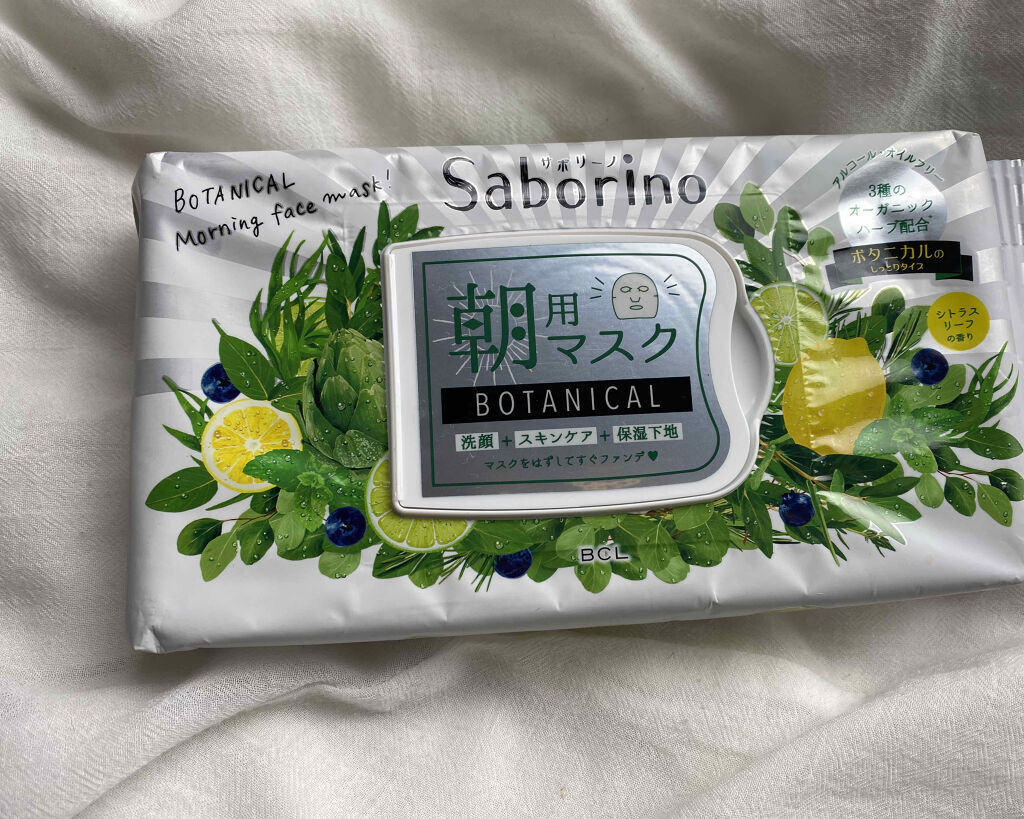 BOTANICAL
Morning face mask!
サボリーノ
Saborino
アルコール・オイルフリー
3種の
オーガニック
ハーブ配合*
ボタニカルの
しっとりタイプ
シトラス
リーフ
の香り
朝用
マスク
BOTANICAL
洗顔+スキンケア+保湿下地
マスクをはずしてすぐファンデ♥
BCL